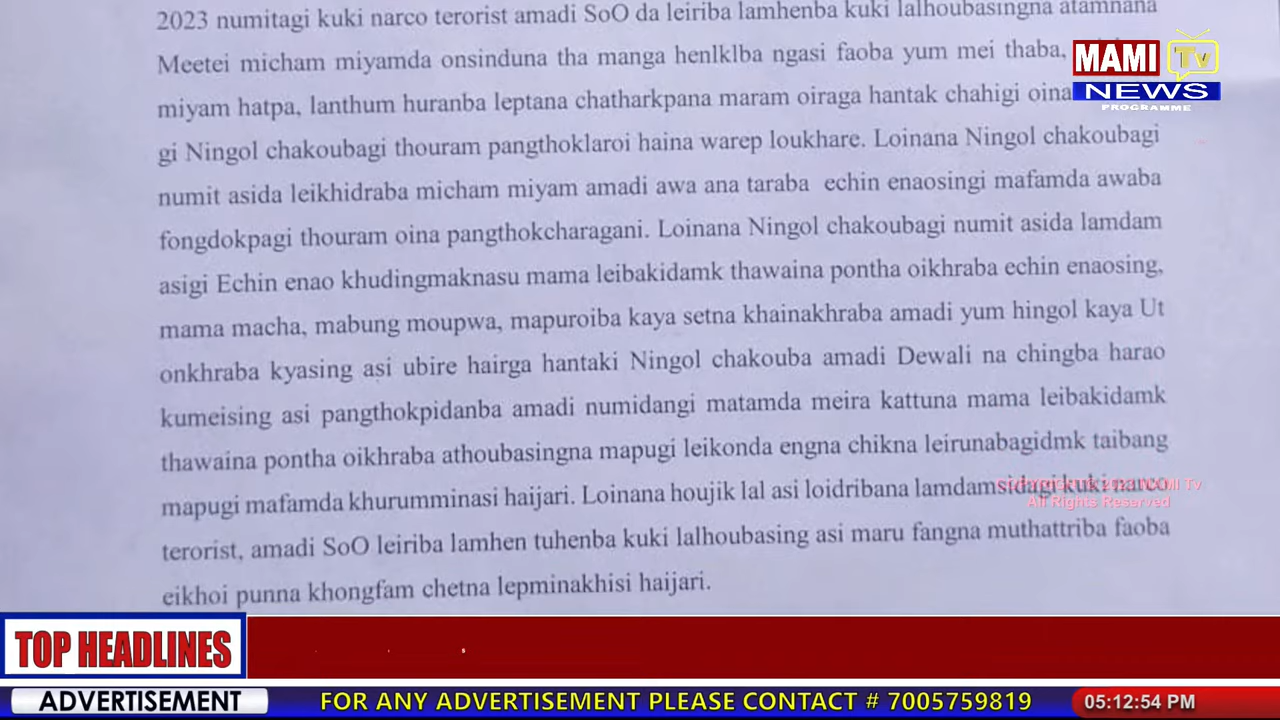 2023 numitagi kuki narco terorist amadi SoO da leiriba lamhenba kuki lalhoubasingna atamnana
Meetei micham miyamda onsinduna tha manga henlklba ngasi faoba yum mei thaba,
miyam hatpa, lanthum huranba leptana chatharkpana maram oiraga hantak chahigi oina
gi Ningol chakoubagi thouram pangthoklaroi haina warep loukhare. Loinana Ningol chakoubagi
numit asida leikhidraba micham miyam amadi awa ana taraba echin enaosingi mafamda awaba
fongdokpagi thouram oina pangthokcharagani. Loinana Ningol chakoubagi numit asida lamdam
asigi Echin enao khudingmaknasu mama leibakidamk thawaina pontha oikhraba echin enaosing,
mama macha, mabung moupwa, mapuroiba kaya setna khainakhraba amadi yum hingol kaya Ut
onkhraba kyasing asi ubire hairga hantaki Ningol chakouba amadi Dewali na chingba harao
kumeising asi pangthokpidanba amadi numidangi matamda meira kattuna mama leibakidamk
thawaina pontha oikhraba athoubasingna mapugi leikonda engna chikna leirunabagidmk taibang
mapugi mafamda khurumminasi haijari. Loinana houjik lal asi loidribana lamdamsidagi kuki narco
terorist, amadi SoO leiriba lamhen tuhenba kuki lalhoubasing asi maru fangna muthattriba faoba
eikhoi punna khongfam chetna lepminakhisi haijari.
MAMI Tv
NEWS
PROGRAMME
COPYRIGHT © 2023 MAMI Tv
All Rights Reserved
TOP HEADLINES
ADVERTISEMENT FOR ANY ADVERTISEMENT PLEASE CONTACT # 7005759819 05:12:54 PM